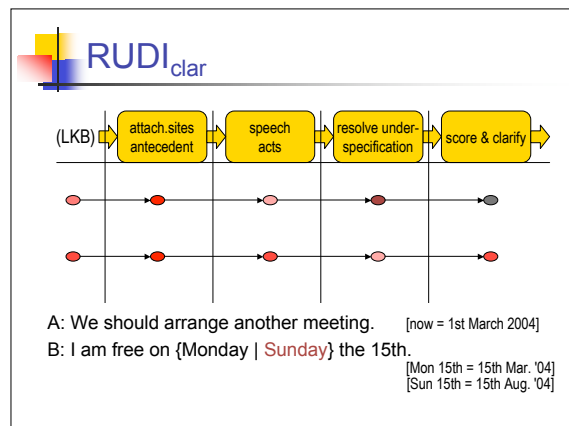 RUDIclar
(LKB)
attach.sites
antecedent
speech
acts
resolve under-
specification
score & clarify
A: We should arrange another meeting. [now = 1st March 2004]
B: I am free on {Monday | Sunday} the 15th.
[Mon 15th = 15th Mar. '04]
[Sun 15th = 15th Aug. '04]